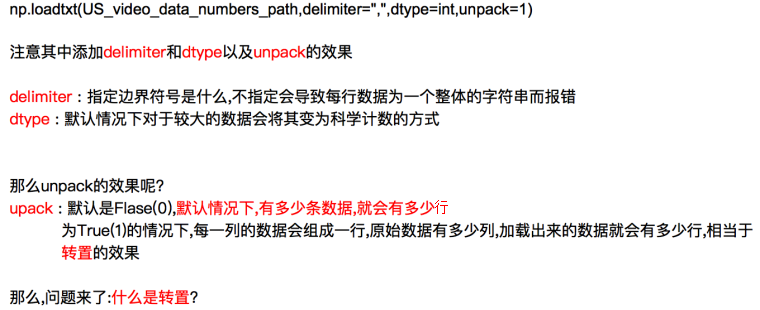 np.loadtxt(US_video_data_numbers_path,delimiter=",",dtype=int,unpack=1)
注意其中添加delimiter和dtype以及unpack的效果
delimiter：指定边界符号是什么,不指定会导致每行数据为一个整体的字符串而报错
dtype：默认情况下对于较大的数据会将其变为科学计数的方式
那么unpack的效果呢?
upack：默认是Flase(0),默认情况下,有多少条数据,就会有多少行
为True(1)的情况下,每一列的数据会组成一行,原始数据有多少列,加载出来的数据就会有多少行,相当于
转置的效果
那么,问题来了:什么是转置?